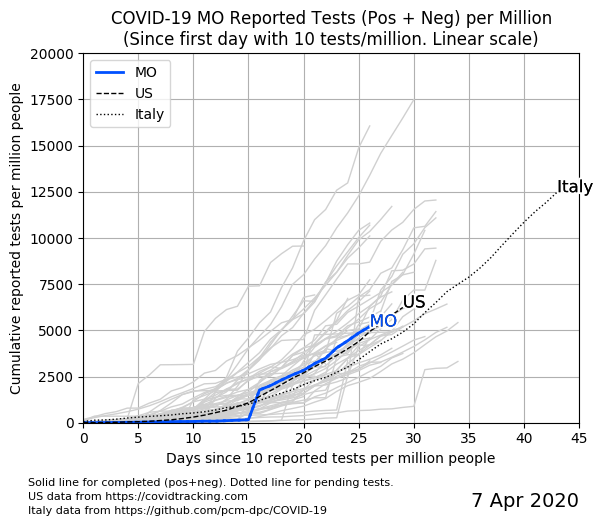 COVID-19 MO Reported Tests (Pos + Neg) per Million
(Since first day with 10 tests/million. Linear scale)
Cumulative reported tests per million people
20000
17500
15000
12500
10000
7500
5000
2500
0
MO
US
Italy
Italy
US
MO
0 5 10 15 20 25 30 35 40 45
Days since 10 reported tests per million people
Solid line for completed (pos+neg). Dotted line for pending tests.
US data from https://covidtracking.com
Italy data from https://github.com/pcm-dpc/COVID-19
7 Apr 2020